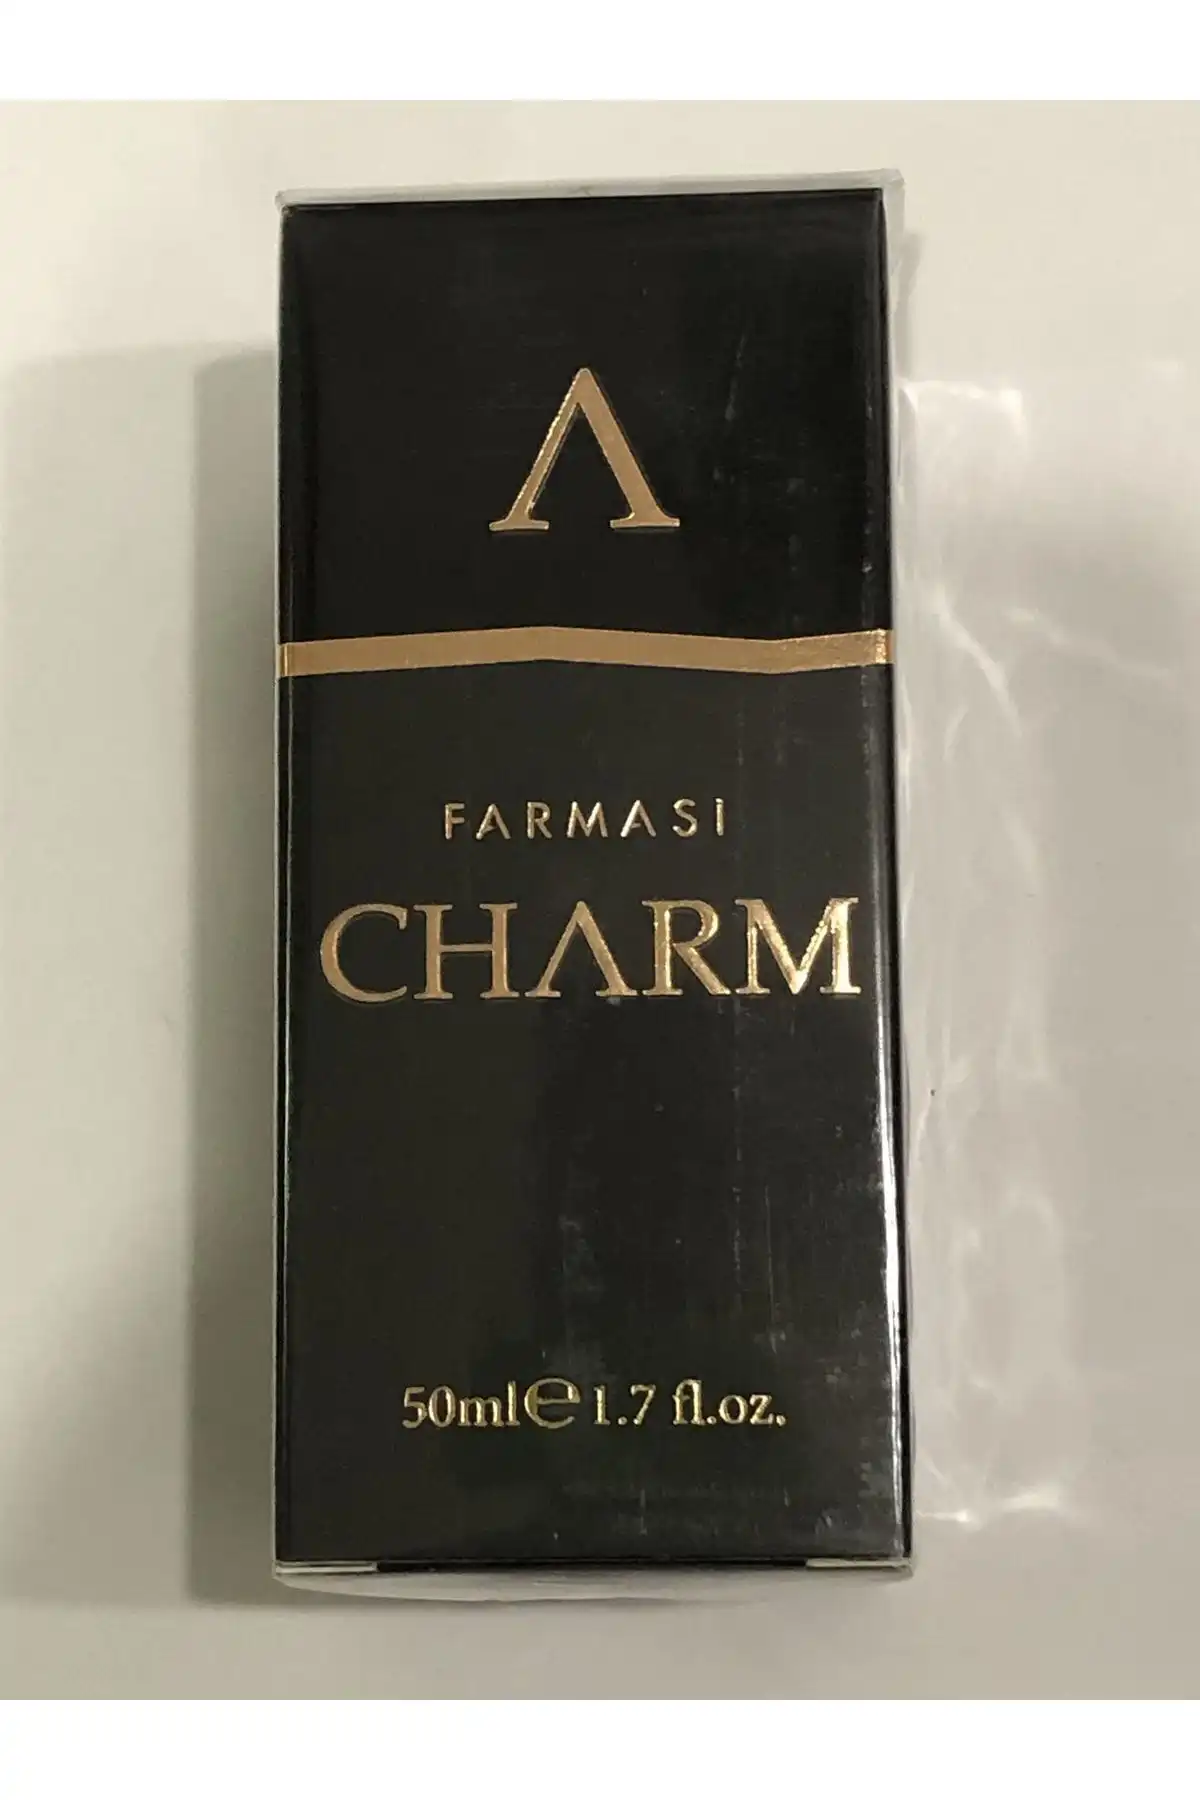 Λ
FARMASi
CHΛRM
50ml℮1.7 fl.oz.